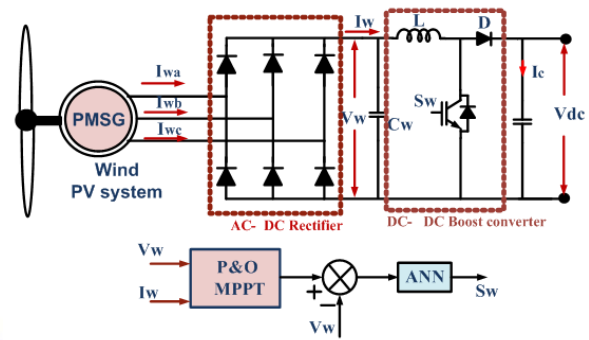 Iw
L
D
Iwa
Iwb
Iwc
PMSG
Wind
PV system
Vw
Cw
Sw
Ic
Vdc
AC- DC Rectifier
DC- DC Boost converter
Vw
Iw
P&O
MPPT
+
−
Vw
ANN
Sw